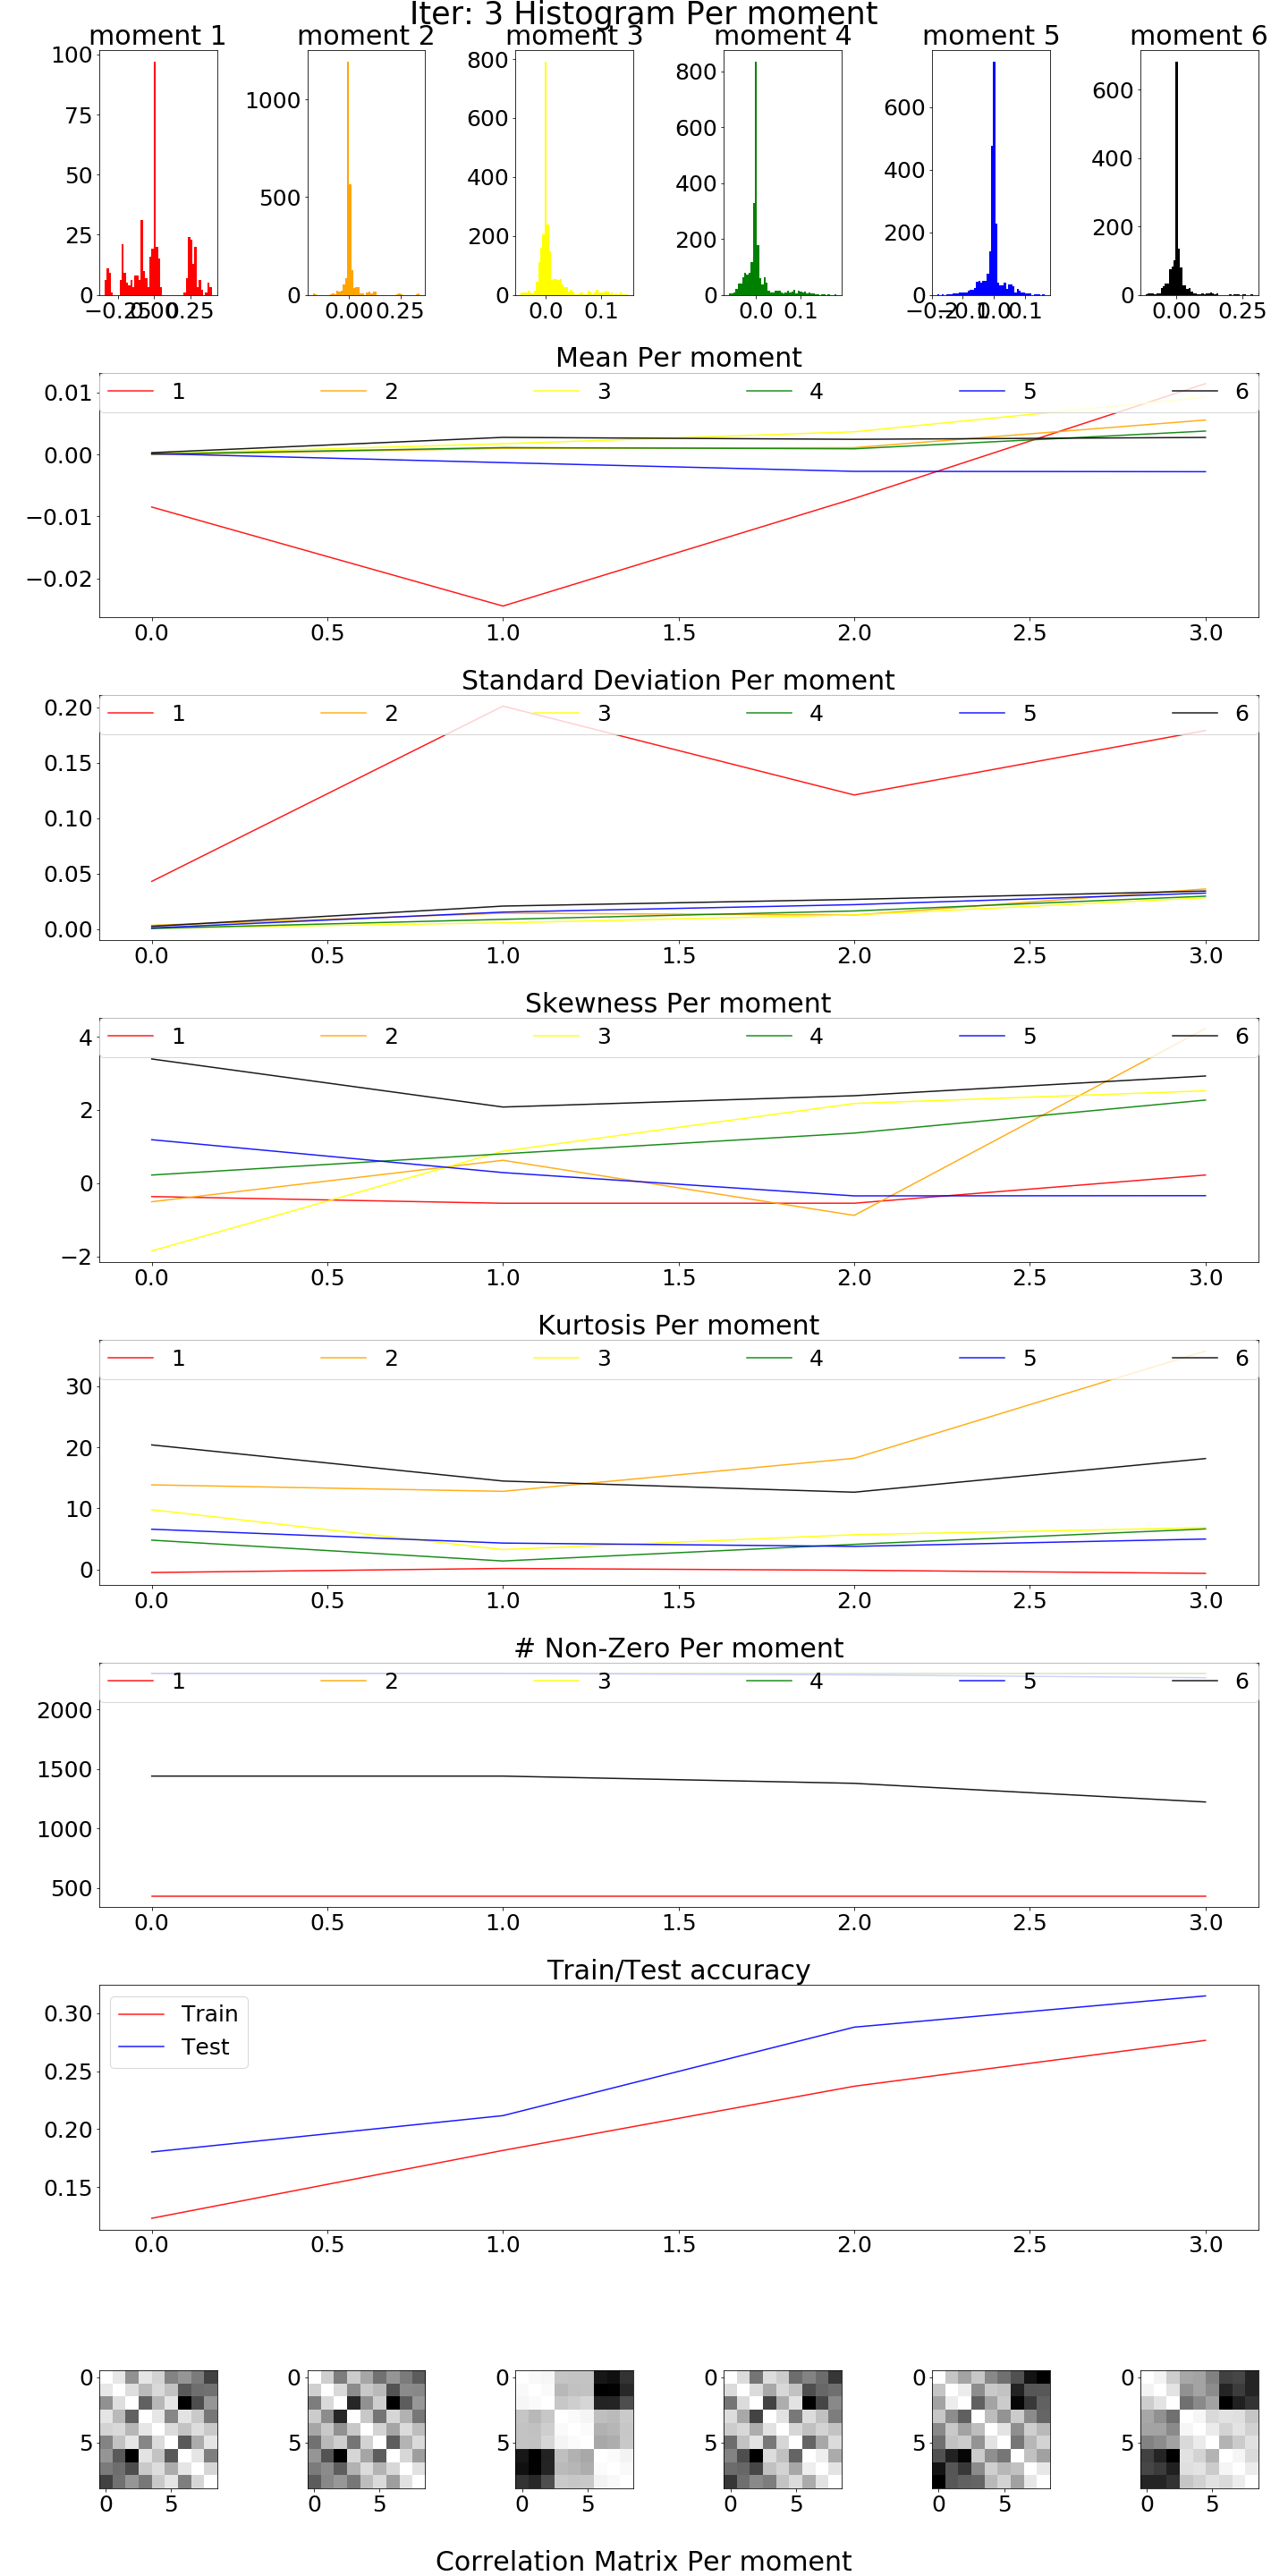 Iter: 3 Histogram Per moment
moment 1 moment 2 moment 3 moment 4 moment 5 moment 6
100 75 50 25 0
−0.25 0.00 0.25
1000 500 0
0.00 0.25
800 600 400 200 0
0.0 0.1
800 600 400 200 0
0.0 0.1
600 400 200 0
−0.2 −0.1 0.0 0.1
600 400 200 0
0.00 0.25
Mean Per moment
1 2 3 4 5 6
0.01
0.00
−0.01
−0.02
0.0 0.5 1.0 1.5 2.0 2.5 3.0
Standard Deviation Per moment
1 2 3 4 5 6
0.20
0.15
0.10
0.05
0.00
0.0 0.5 1.0 1.5 2.0 2.5 3.0
Skewness Per moment
1 2 3 4 5 6
4
2
0
−2
0.0 0.5 1.0 1.5 2.0 2.5 3.0
Kurtosis Per moment
1 2 3 4 5 6
30
20
10
0
0.0 0.5 1.0 1.5 2.0 2.5 3.0
# Non-Zero Per moment
1 2 3 4 5 6
2000
1500
1000
500
0.0 0.5 1.0 1.5 2.0 2.5 3.0
Train/Test accuracy
Train
Test
0.30
0.25
0.20
0.15
0.0 0.5 1.0 1.5 2.0 2.5 3.0
0 0 0 0 0 0
5 5 5 5 5 5
0 5 0 5 0 5 0 5 0 5 0 5
Correlation Matrix Per moment